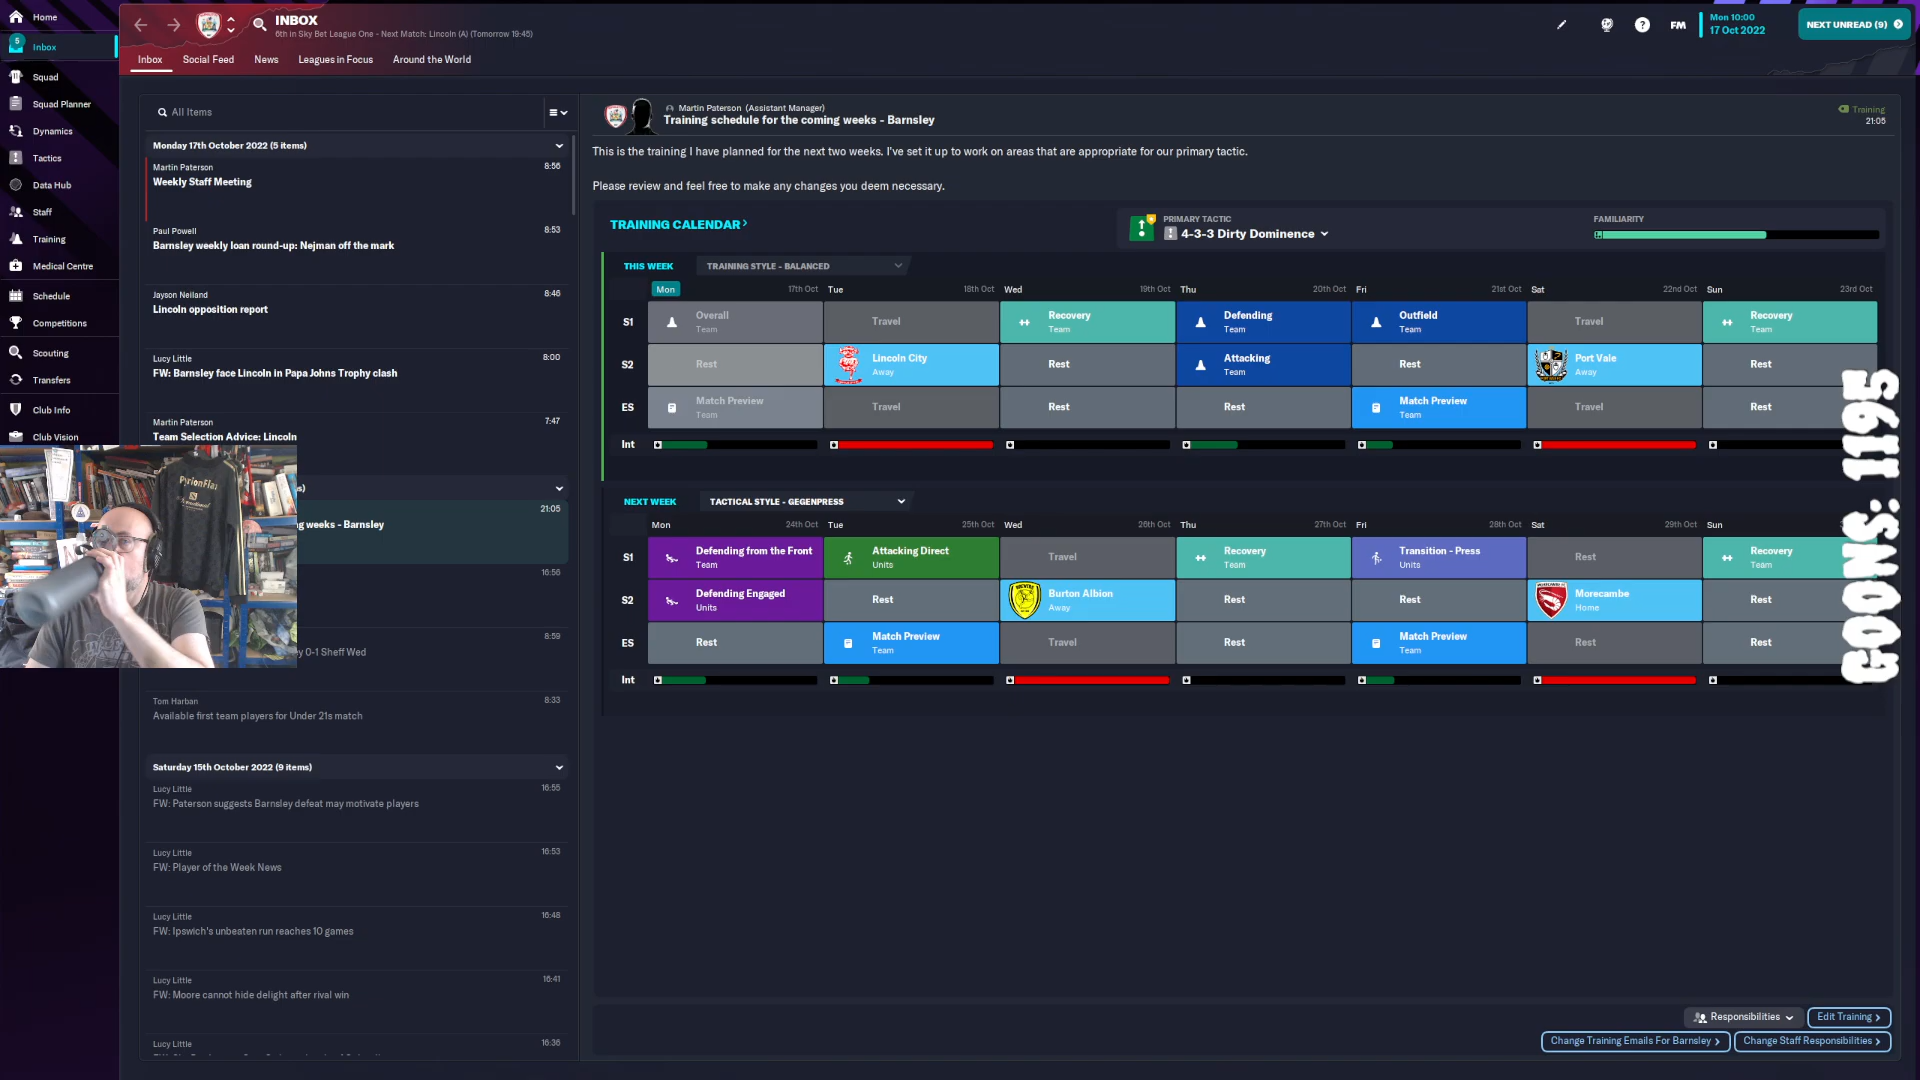 Home
5
Inbox
Squad
Squad Planner
Dynamics
Tactics
Data Hub
Staff
Training
Medical Centre
Schedule
Competitions
Scouting
Transfers
Club Info
Club Vision
INBOX
6th in Sky Bet League One - Next Match: Lincoln (A) (Tomorrow 19:45)
?
FM
Mon 10:00
17 Oct 2022
NEXT UNREAD (9)
Inbox
Social Feed
News
Leagues in Focus
Around the World
All Items
Monday 17th October 2022 (5 items)
Martin Paterson
8:56
Weekly Staff Meeting
Paul Powell
8:53
Barnsley weekly loan round-up: Nejman off the mark
Jayson Neiland
8:46
Lincoln opposition report
Lucy Little
8:00
FW: Barnsley face Lincoln in Papa Johns Trophy clash
Martin Paterson
7:47
Team Selection Advice: Lincoln
s)
21:05
g weeks - Barnsley
16:56
8:59
y 0-1 Sheff Wed
Tom Harban
8:33
Available first team players for Under 21s match
Saturday 15th October 2022 (9 items)
Lucy Little
16:55
FW: Paterson suggests Barnsley defeat may motivate players
Lucy Little
16:53
FW: Player of the Week News
Lucy Little
16:48
FW: Ipswich's unbeaten run reaches 10 games
Lucy Little
16:41
FW: Moore cannot hide delight after rival win
Lucy Little
16:36
Martin Paterson (Assistant Manager)
Training schedule for the coming weeks - Barnsley
Training
21:05
This is the training I have planned for the next two weeks. I've set it up to work on areas that are appropriate for our primary tactic.
Please review and feel free to make any changes you deem necessary.
TRAINING CALENDAR
PRIMARY TACTIC
4-3-3 Dirty Dominence
FAMILIARITY
THIS WEEK
TRAINING STYLE - BALANCED
Mon 17th Oct Tue 18th Oct Wed 19th Oct Thu 20th Oct Fri 21st Oct Sat 22nd Oct Sun 23rd Oct
S1
Overall
Team
Travel
Recovery
Team
Defending
Team
Outfield
Team
Travel
Recovery
Team
S2
Rest
Lincoln City
Away
Rest
Attacking
Team
Rest
Port Vale
Away
Rest
ES
Match Preview
Team
Travel
Rest
Rest
Match Preview
Team
Travel
Rest
Int
NEXT WEEK
TACTICAL STYLE - GEGENPRESS
Mon 24th Oct Tue 25th Oct Wed 26th Oct Thu 27th Oct Fri 28th Oct Sat 29th Oct Sun
S1
Defending from the Front
Team
Attacking Direct
Units
Travel
Recovery
Team
Transition - Press
Units
Rest
Recovery
Team
S2
Defending Engaged
Units
Rest
Burton Albion
Away
Rest
Rest
Morecambe
Home
Rest
ES
Rest
Match Preview
Team
Travel
Rest
Match Preview
Team
Rest
Rest
Int
GOONS: 1195
PyrionFlax
Responsibilities
Edit Training
Change Training Emails For Barnsley
Change Staff Responsibilities